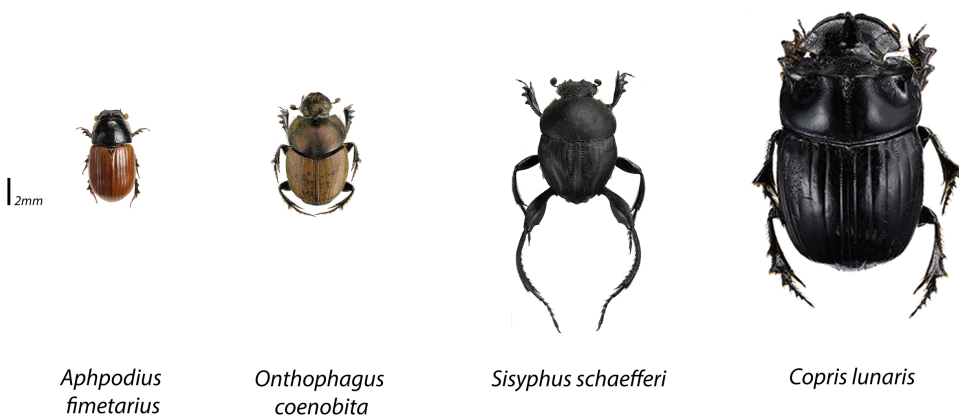 2mm
Aphpodius
fimetarius
Onthophagus
coenobita
Sisyphus schaefferi
Copris lunaris